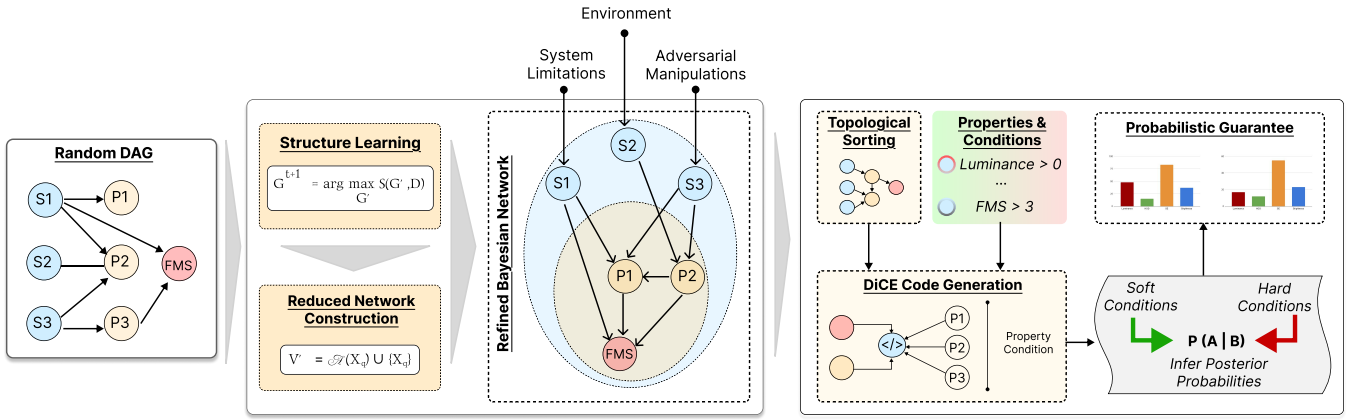 Environment
System
Limitations
Adversarial
Manipulations
Random DAG
S1
P1
S2
P2
FMS
S3
P3
Structure Learning
G^{t+1} = arg max S(G′ ,D)
G′
Reduced Network
Construction
V′ = 𝒜(X_q) ∪ {X_q}
Refined Bayesian Network
S2
S1
S3
P1
P2
FMS
Topological
Sorting
Properties &
Conditions
Luminance > 0
...
FMS > 3
Probabilistic Guarantee
DiCE Code Generation
</>
P1
P2
P3
Property
Condition
Soft
Conditions
Hard
Conditions
P (A | B)
Infer Posterior
Probabilities